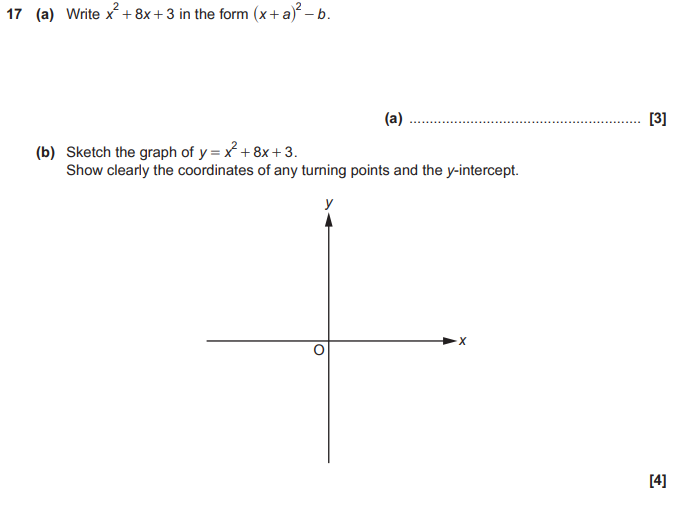 17 (a) Write x² + 8x + 3 in the form (x + a)² – b.
(a) ........................................................ [3]
(b) Sketch the graph of y = x² + 8x + 3.
Show clearly the coordinates of any turning points and the y-intercept.
y
x
O
[4]